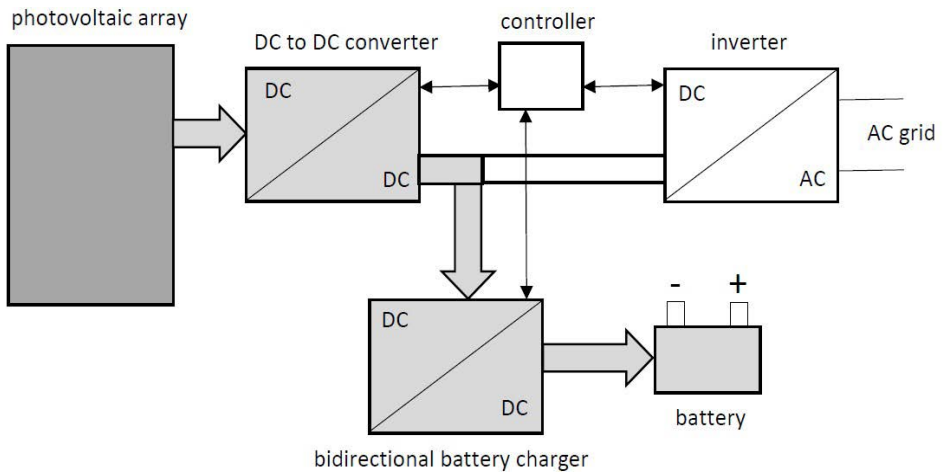 photovoltaic array
DC to DC converter
controller
inverter
DC
DC
DC
AC
AC grid
DC
DC
- +
battery
bidirectional battery charger